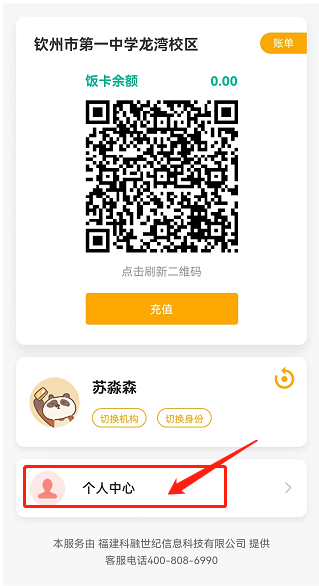 钦州市第一中学龙湾校区
账单
饭卡余额 0.00
点击刷新二维码
充值
苏淼森
切换机构 切换身份
个人中心
本服务由 福建科融世纪信息科技有限公司 提供
客服电话400-808-6990